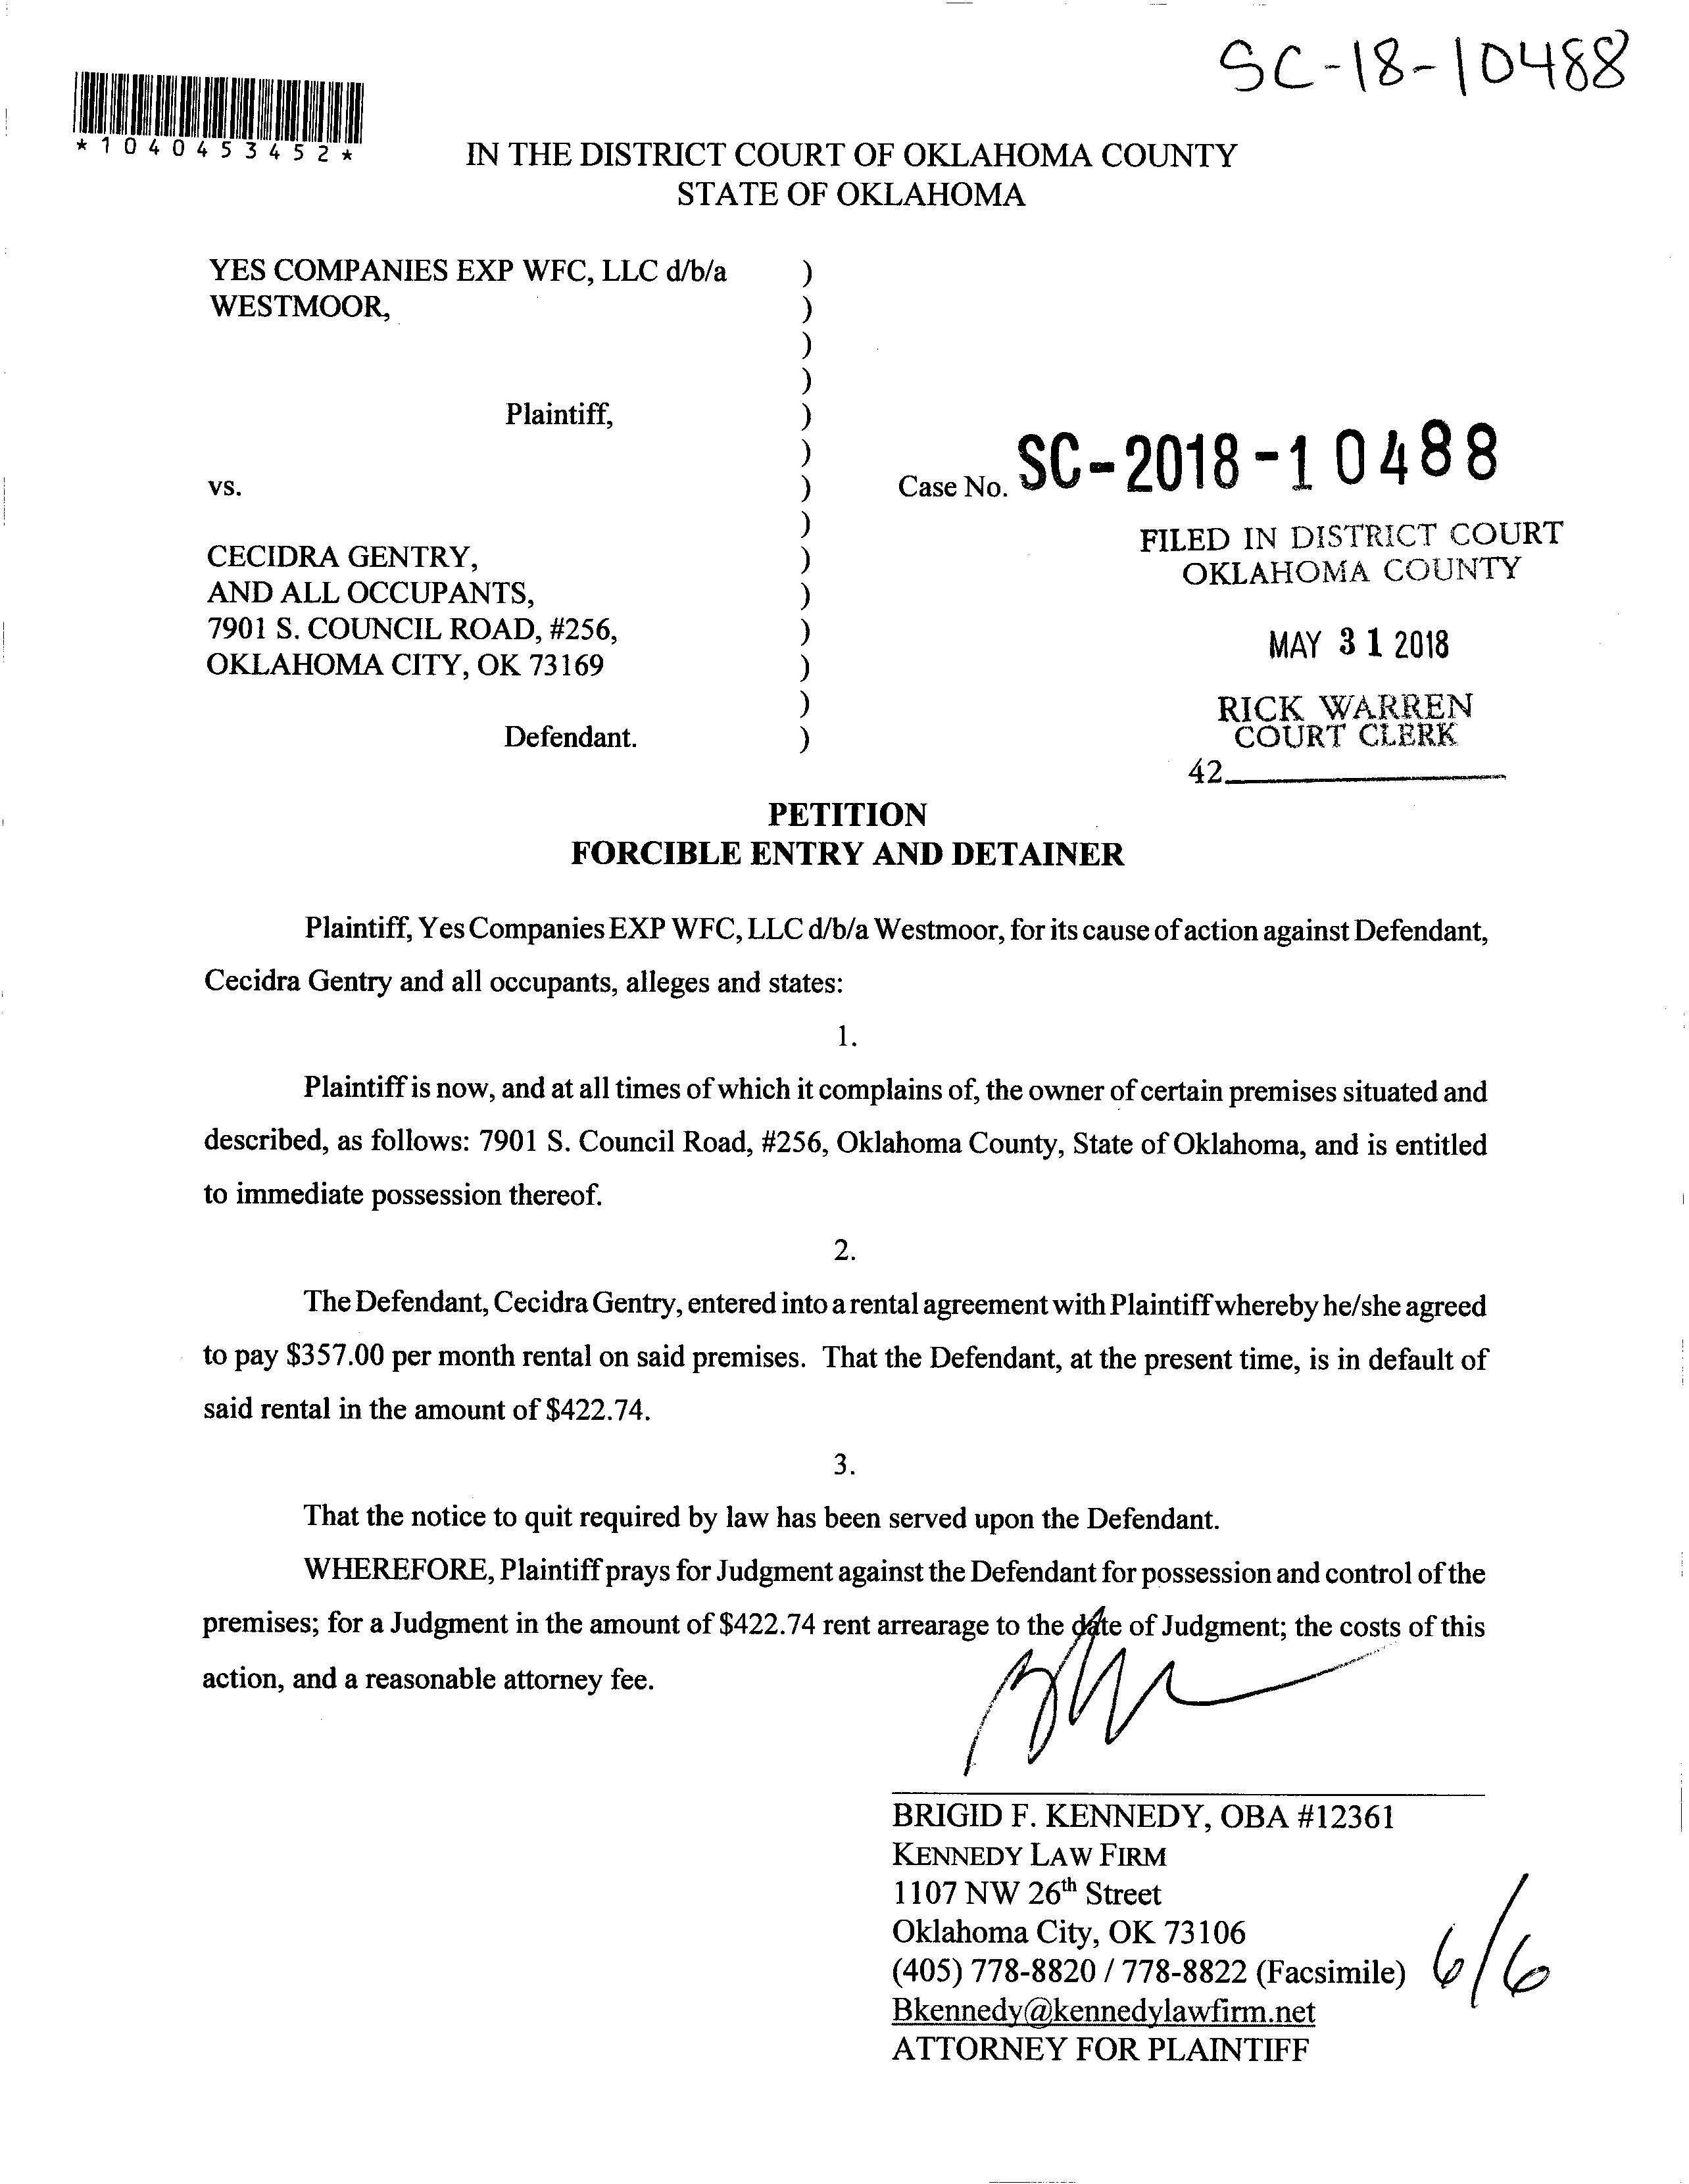 SC-18-10488
*1040453452*
IN THE DISTRICT COURT OF OKLAHOMA COUNTY
STATE OF OKLAHOMA
YES COMPANIES EXP WFC, LLC d/b/a )
WESTMOOR, )
)
)
Plaintiff, )
)
vs. ) Case No. SC-2018-10488
)
CECIDRA GENTRY, )
AND ALL OCCUPANTS, )
7901 S. COUNCIL ROAD, #256, )
OKLAHOMA CITY, OK 73169 )
)
Defendant. )
FILED IN DISTRICT COURT
OKLAHOMA COUNTY
MAY 31 2018
RICK WARREN
COURT CLERK
42
PETITION
FORCIBLE ENTRY AND DETAINER
Plaintiff, Yes Companies EXP WFC, LLC d/b/a Westmoor, for its cause of action against Defendant,
Cecidra Gentry and all occupants, alleges and states:
1.
Plaintiff is now, and at all times of which it complains of, the owner of certain premises situated and
described, as follows: 7901 S. Council Road, #256, Oklahoma County, State of Oklahoma, and is entitled
to immediate possession thereof.
2.
The Defendant, Cecidra Gentry, entered into a rental agreement with Plaintiff whereby he/she agreed
to pay $357.00 per month rental on said premises. That the Defendant, at the present time, is in default of
said rental in the amount of $422.74.
3.
That the notice to quit required by law has been served upon the Defendant.
WHEREFORE, Plaintiff prays for Judgment against the Defendant for possession and control of the
premises; for a Judgment in the amount of $422.74 rent arrearage to the date of Judgment; the costs of this
action, and a reasonable attorney fee.
BRIGID F. KENNEDY, OBA #12361
KENNEDY LAW FIRM
1107 NW 26th Street
Oklahoma City, OK 73106
(405) 778-8820 / 778-8822 (Facsimile)
Bkennedy@kennedylawfirm.net
ATTORNEY FOR PLAINTIFF
6/6